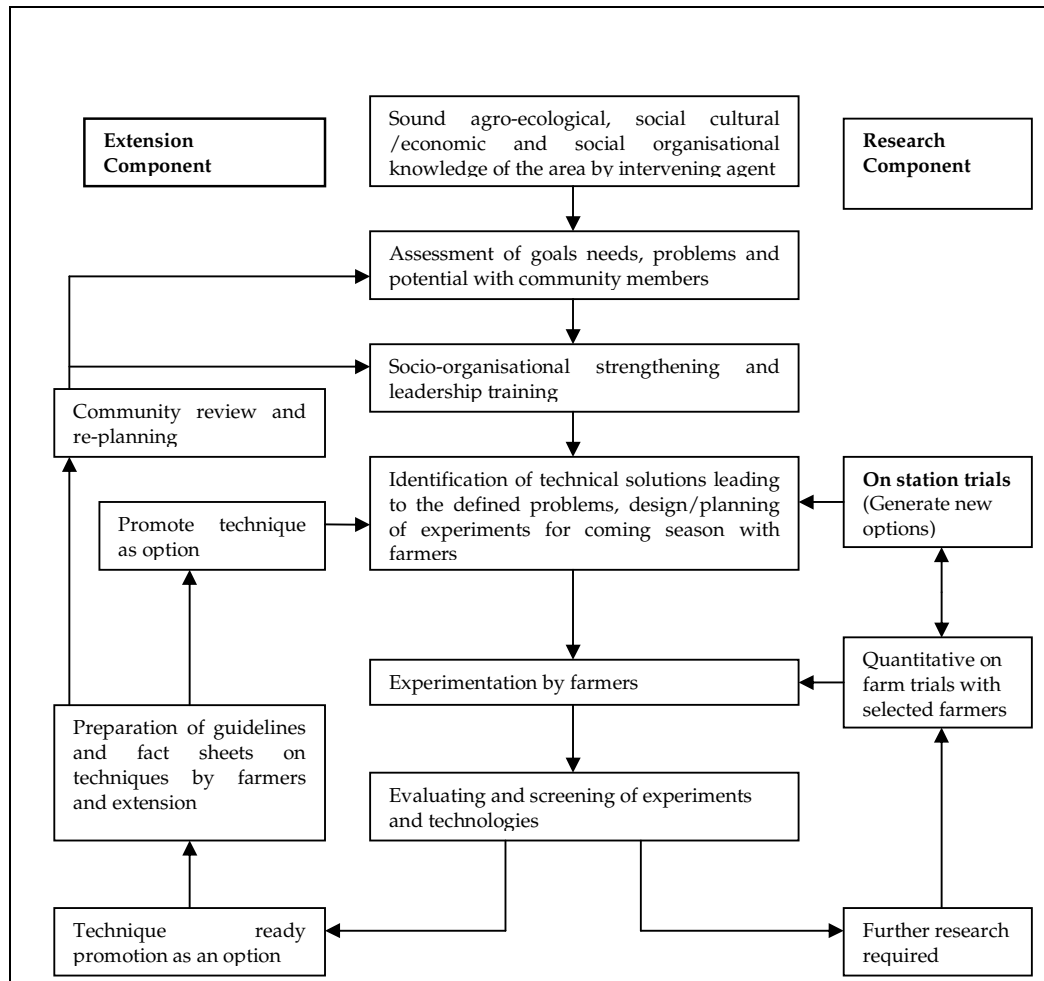 Extension
Component
Sound agro-ecological, social cultural
/economic and social organisational
knowledge of the area by intervening agent
Research
Component
Assessment of goals needs, problems and
potential with community members
Socio-organisational strengthening and
leadership training
Community review and
re-planning
Identification of technical solutions leading
to the defined problems, design/planning
of experiments for coming season with
farmers
On station trials
(Generate new
options)
Promote technique
as option
Experimentation by farmers
Quantitative on
farm trials with
selected farmers
Preparation of guidelines
and fact sheets on
techniques by farmers
and extension
Evaluating and screening of experiments
and technologies
Technique ready
promotion as an option
Further research
required